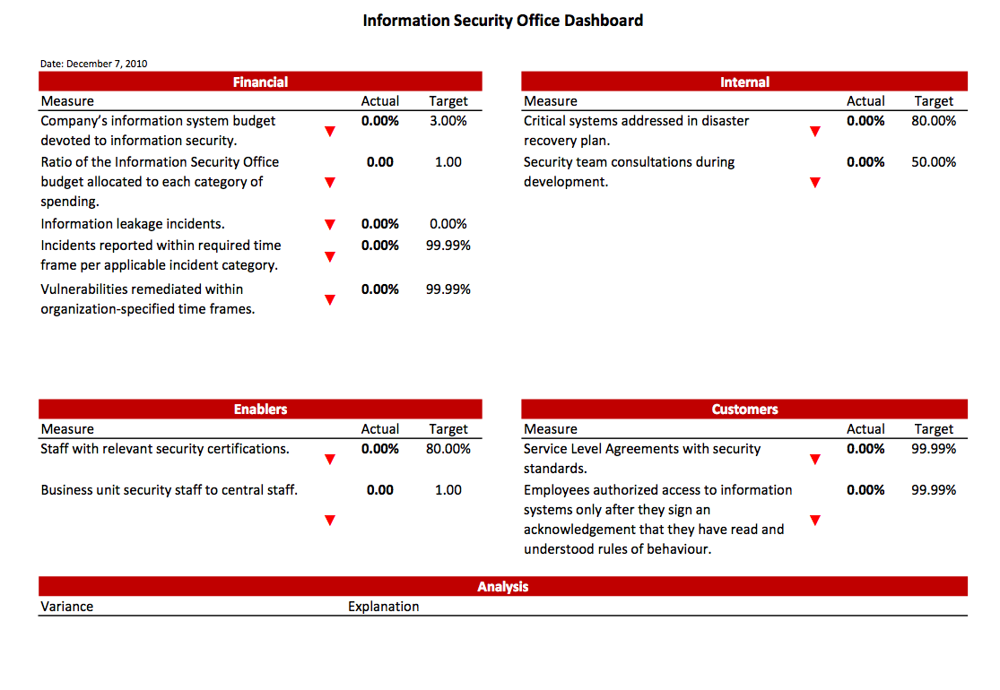 Information Security Office Dashboard
Date: December 7, 2010
Financial
Measure Actual Target
Company's information system budget 0.00% 3.00%
devoted to information security.
Ratio of the Information Security Office 0.00 1.00
budget allocated to each category of
spending.
Information leakage incidents. 0.00% 0.00%
Incidents reported within required time 0.00% 99.99%
frame per applicable incident category.
Vulnerabilities remediated within 0.00% 99.99%
organization-specified time frames.
Internal
Measure Actual Target
Critical systems addressed in disaster 0.00% 80.00%
recovery plan.
Security team consultations during 0.00% 50.00%
development.
Enablers
Measure Actual Target
Staff with relevant security certifications. 0.00% 80.00%
Business unit security staff to central staff. 0.00 1.00
Customers
Measure Actual Target
Service Level Agreements with security 0.00% 99.99%
standards.
Employees authorized access to information 0.00% 99.99%
systems only after they sign an
acknowledgement that they have read and
understood rules of behaviour.
Analysis
Variance Explanation